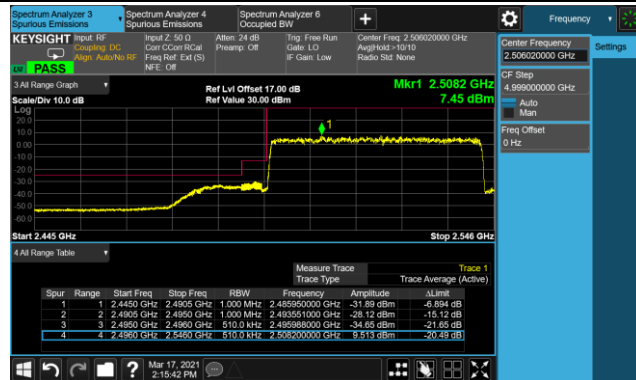 Spectrum Analyzer 3
Spurious Emissions
Spectrum Analyzer 4
Spurious Emissions
Spectrum Analyzer 6
Occupied BW
+
Frequency
KEYSIGHT
Input: RF
Coupling: DC
Align: Auto/No RF
Input Z: 50 Ω
Corr CCorr RCal
Freq Ref: Ext (S)
NFE: Off
Atten: 24 dB
Preamp: Off
Trig: Free Run
Gate: LO
IF Gain: Low
Center Freq: 2.506020000 GHz
Avg|Hold:>10/10
Radio Std: None
PASS
Center Frequency
2.506020000 GHz
Settings
CF Step
4.999000000 GHz
Auto
Man
Freq Offset
0 Hz
3 All Range Graph
Scale/Div 10.0 dB
Ref Lvl Offset 17.00 dB
Ref Value 30.00 dBm
Mkr1 2.5082 GHz
7.45 dBm
Log
20.0
10.0
0.00
-10.0
-20.0
-30.0
-40.0
-50.0
-60.0
1
Start 2.445 GHz
Stop 2.546 GHz
4 All Range Table
Measure Trace Trace 1
Trace Type Trace Average (Active)
Spur Range Start Freq Stop Freq RBW Frequency Amplitude ΔLimit
1 1 2.4450 GHz 2.4905 GHz 1.000 MHz 2.485950000 GHz -31.89 dBm -6.894 dB
2 2 2.4905 GHz 2.4950 GHz 1.000 MHz 2.493551000 GHz -28.12 dBm -15.12 dB
3 3 2.4950 GHz 2.4960 GHz 510.0 kHz 2.495988000 GHz -34.65 dBm -21.65 dB
4 4 2.4960 GHz 2.5460 GHz 510.0 kHz 2.508200000 GHz 9.513 dBm -20.49 dB
?
Mar 17, 2021
2:15:42 PM